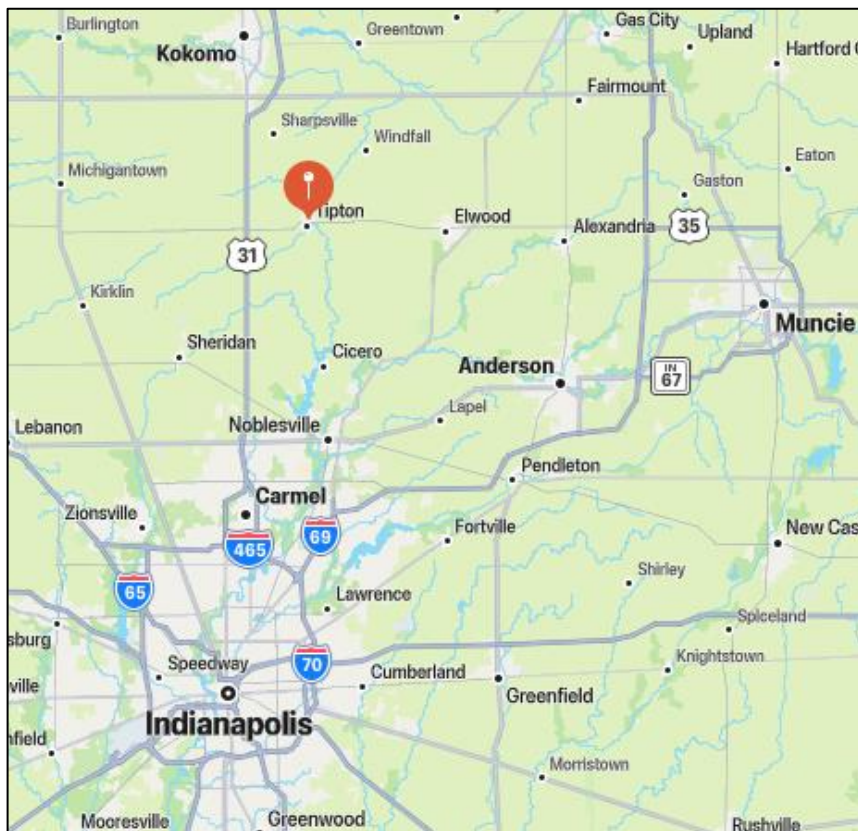 Burlington
Greentown
Gas City
Upland
Kokomo
Hartford C
Fairmount
Sharpsville
Windfall
Michigantown
Eaton
Gaston
Tipton
Elwood
35
Alexandria
31
Kirklin
Muncie
Sheridan
Cicero
Anderson
IN
67
Lapel
Lebanon
Noblesville
Pendleton
Carmel
Zionsville
Fortville
New Cas
69
465
Shirley
65
Lawrence
Spiceland
sburg
Knightstown
Speedway
70
Cumberland
ville
Greenfield
Indianapolis
nfield
Morristown
Mooresville
Greenwood
Rushville